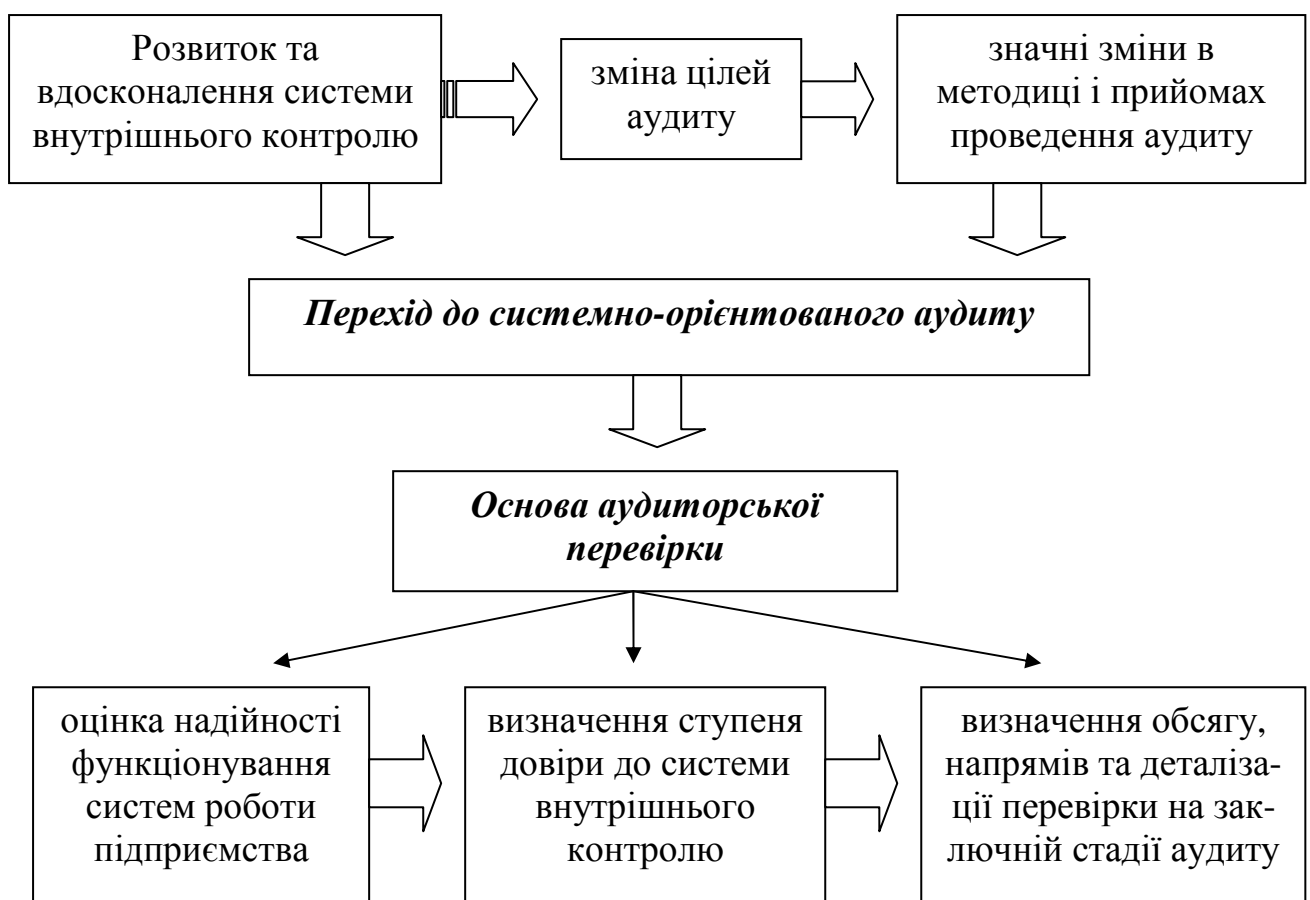 Розвиток та
вдосконалення системи
внутрішнього контролю
зміна цілей
аудиту
значні зміни в
методиці і прийомах
проведення аудиту
Перехід до системно-орієнтованого аудиту
Основа аудиторської
перевірки
оцінка надійності
функціонування
систем роботи
підприємства
визначення ступеня
довіри до системи
внутрішнього
контролю
визначення обсягу,
напрямів та деталіза-
ції перевірки на зак-
лючній стадії аудиту